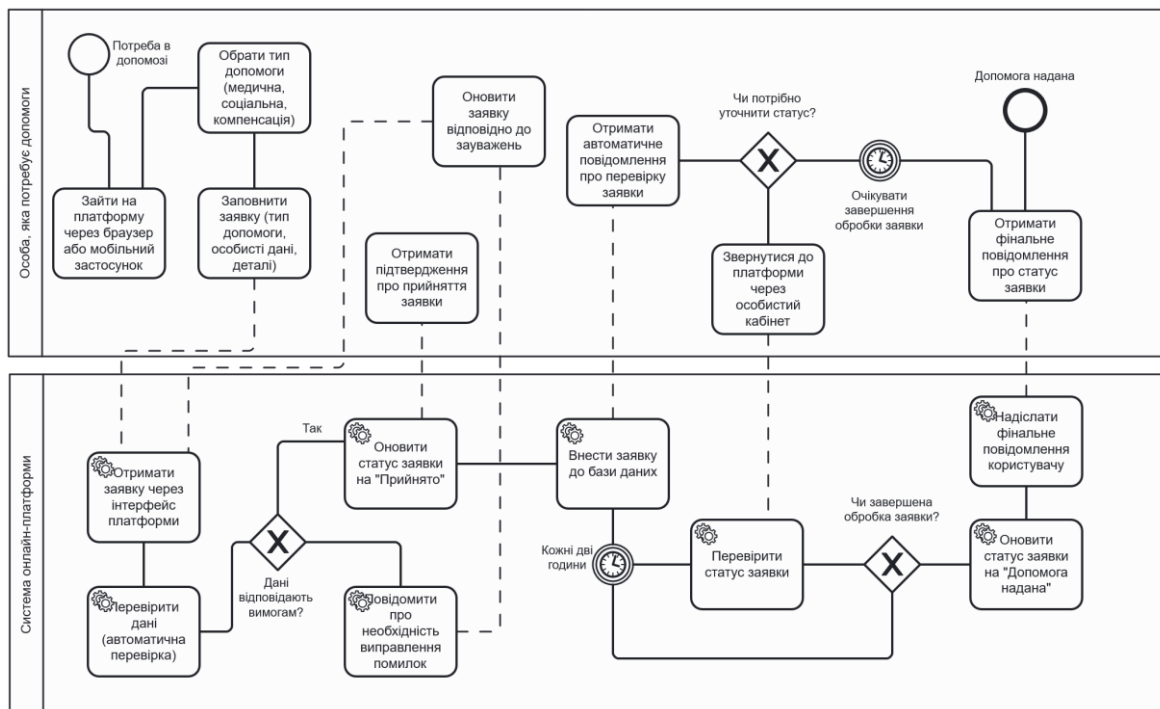 Особа, яка потребує допомоги
Потреба в
допомозі
Обрати тип
допомоги
(медична,
соціальна,
компенсація)
Зайти на
платформу
через браузер
або мобільний
застосунок
Заповнити
заявку (тип
допомоги,
особисті дані,
деталі)
Оновити
заявку
відповідно до
зауважень
Отримати
підтвердження
про прийняття
заявки
Отримати
автоматичне
повідомлення
про перевірку
заявки
Чи потрібно
уточнити статус?
Звернутися до
платформи
через
особистий
кабінет
Очікувати
завершення
обробки заявки
Допомога надана
Отримати
фінальне
повідомлення
про статус
заявки
Система онлайн-платформи
Отримати
заявку через
інтерфейс
платформи
Перевірити
дані
(автоматична
перевірка)
Дані
відповідають
вимогам?
Так
Оновити
статус заявки
на "Прийнято"
Повідомити
про
необхідність
виправлення
помилок
Внести заявку
до бази даних
Кожні дві
години
Перевірити
статус заявки
Чи завершена
обробка заявки?
Надіслати
фінальне
повідомлення
користувачу
Оновити
статус заявки
на "Допомога
надана"